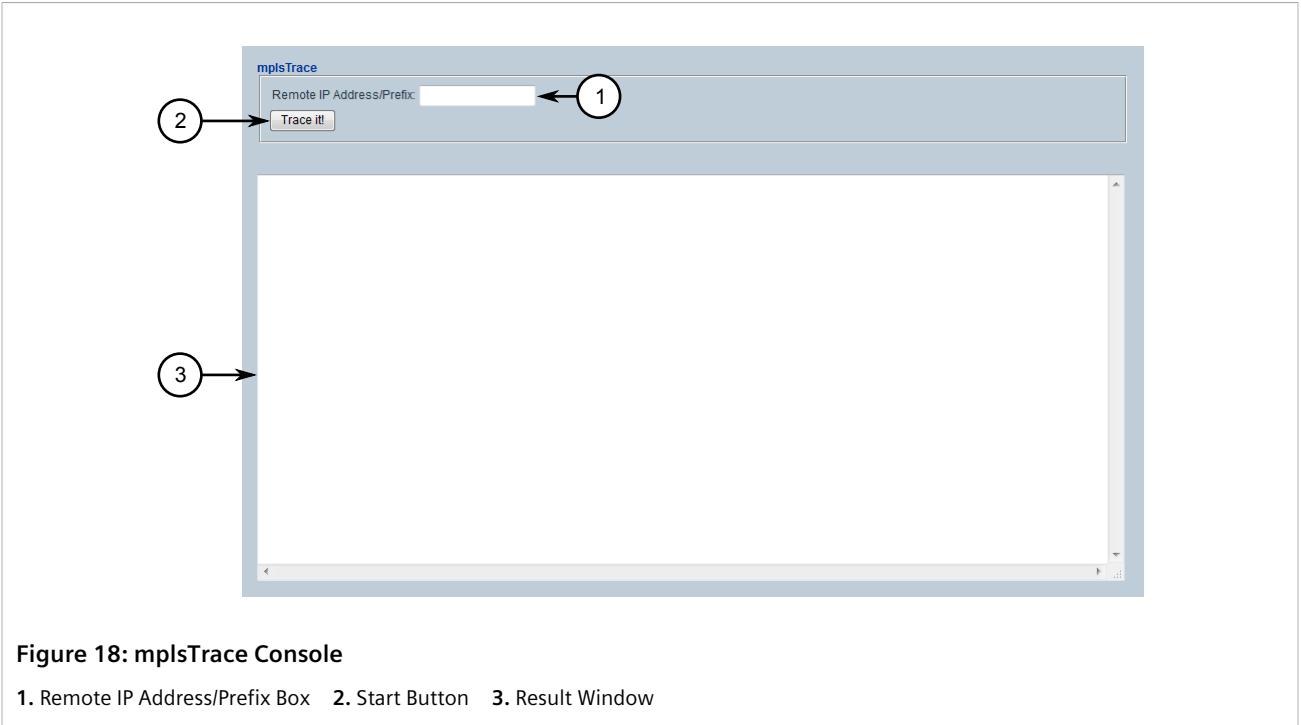 mplsTrace
Remote IP Address/Prefix:
1
2
Trace it!
3
Figure 18: mplsTrace Console
1. Remote IP Address/Prefix Box 2. Start Button 3. Result Window